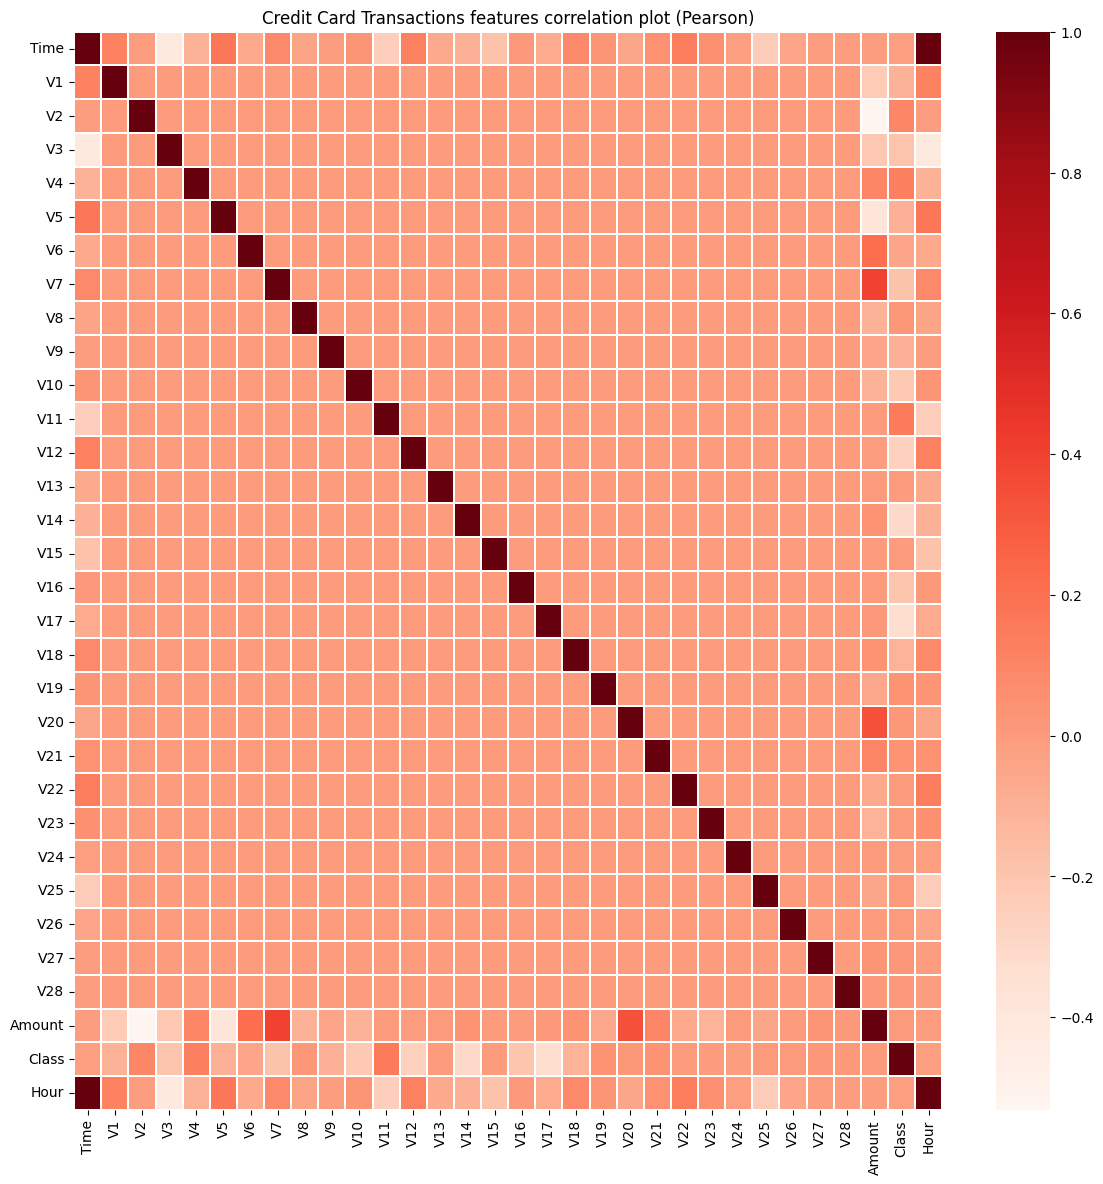 Credit Card Transactions features correlation plot (Pearson)
Time
V1
V2
V3
V4
V5
V6
V7
V8
V9
V10
V11
V12
V13
V14
V15
V16
V17
V18
V19
V20
V21
V22
V23
V24
V25
V26
V27
V28
Amount
Class
Hour
Time
V1
V2
V3
V4
V5
V6
V7
V8
V9
V10
V11
V12
V13
V14
V15
V16
V17
V18
V19
V20
V21
V22
V23
V24
V25
V26
V27
V28
Amount
Class
Hour
1.0
0.8
0.6
0.4
0.2
0.0
−0.2
−0.4